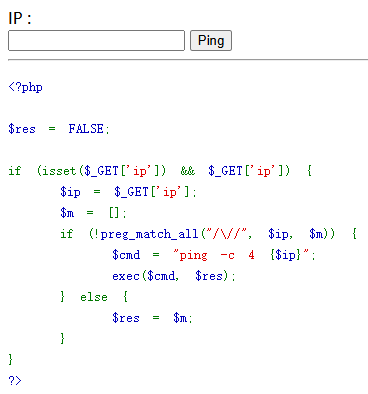 IP :
Ping
<?php
$res = FALSE;
if (isset($_GET['ip']) && $_GET['ip']) {
$ip = $_GET['ip'];
$m = [];
if (!preg_match_all("/\//", $ip, $m)) {
$cmd = "ping -c 4 {$ip}";
exec($cmd, $res);
} else {
$res = $m;
}
}
?>